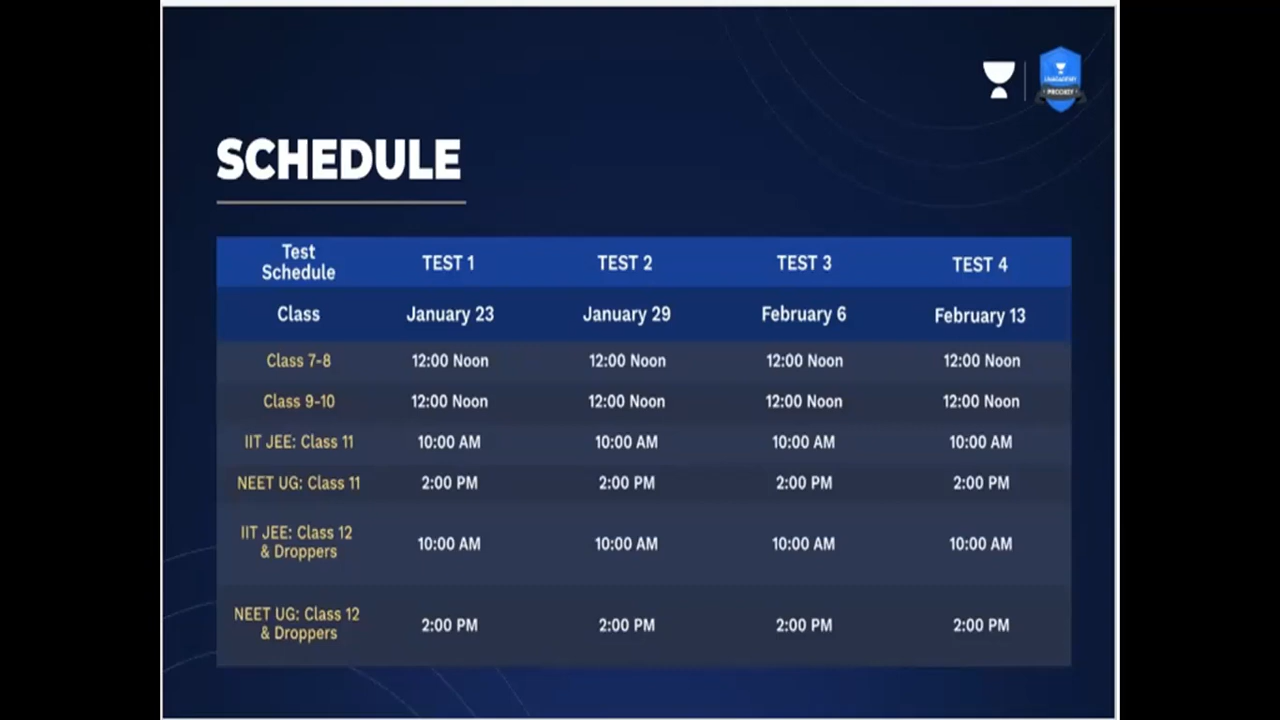 UNACADEMY
PRODIGY
SCHEDULE
Test
Schedule
TEST 1
TEST 2
TEST 3
TEST 4
Class
January 23
January 29
February 6
February 13
Class 7-8
12:00 Noon
12:00 Noon
12:00 Noon
12:00 Noon
Class 9-10
12:00 Noon
12:00 Noon
12:00 Noon
12:00 Noon
IIT JEE: Class 11
10:00 AM
10:00 AM
10:00 AM
10:00 AM
NEET UG: Class 11
2:00 PM
2:00 PM
2:00 PM
2:00 PM
IIT JEE: Class 12
& Droppers
10:00 AM
10:00 AM
10:00 AM
10:00 AM
NEET UG: Class 12
& Droppers
2:00 PM
2:00 PM
2:00 PM
2:00 PM